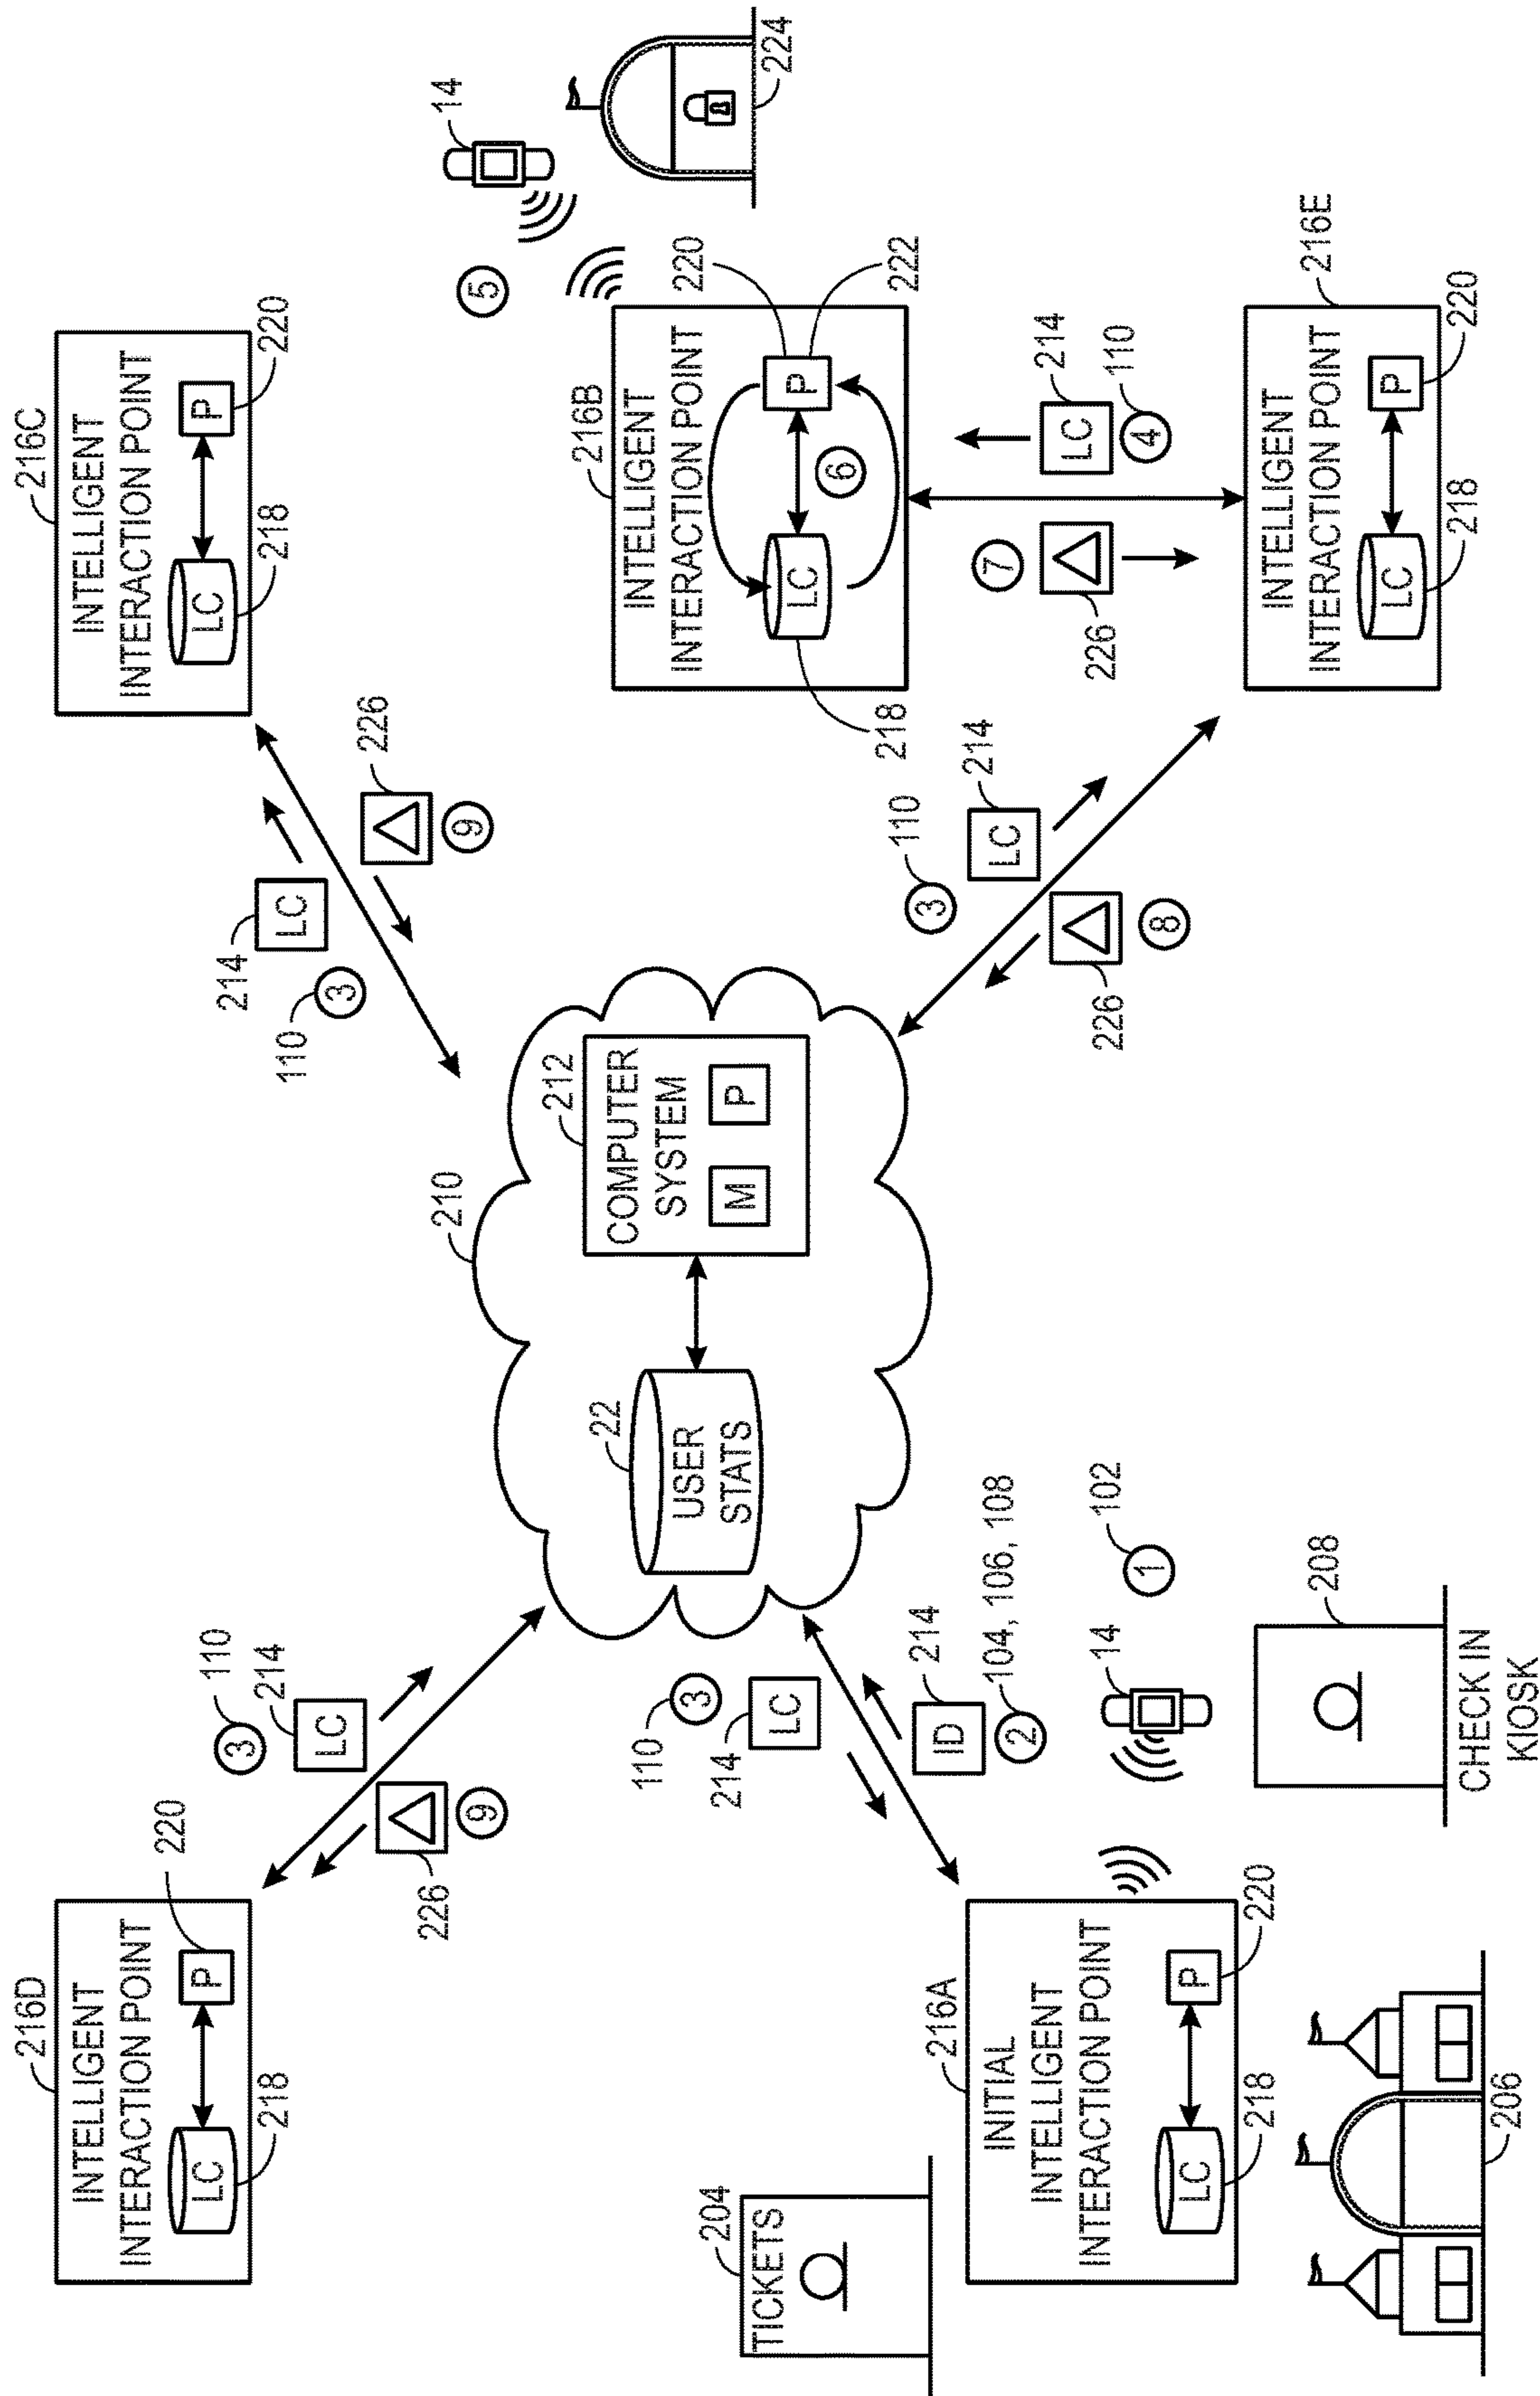 216D
INTELLIGENT
INTERACTION POINT
LC
P
218
220
110
3
214
LC
226
9
216C
INTELLIGENT
INTERACTION POINT
LC
P
218
220
214
LC
110
3
226
9
204
TICKETS
210
22
USER
STATS
212
COMPUTER
SYSTEM
M
P
14
5
224
216B
INTELLIGENT
INTERACTION POINT
LC
P
6
218
220
222
216A
INITIAL
INTELLIGENT
INTERACTION POINT
LC
P
218
220
206
110
3
214
LC
ID
214
2
104, 106, 108
14
1
102
208
CHECK IN
KIOSK
110
3
214
LC
226
8
7
226
214
LC
4
110
216E
INTELLIGENT
INTERACTION POINT
LC
P
218
220